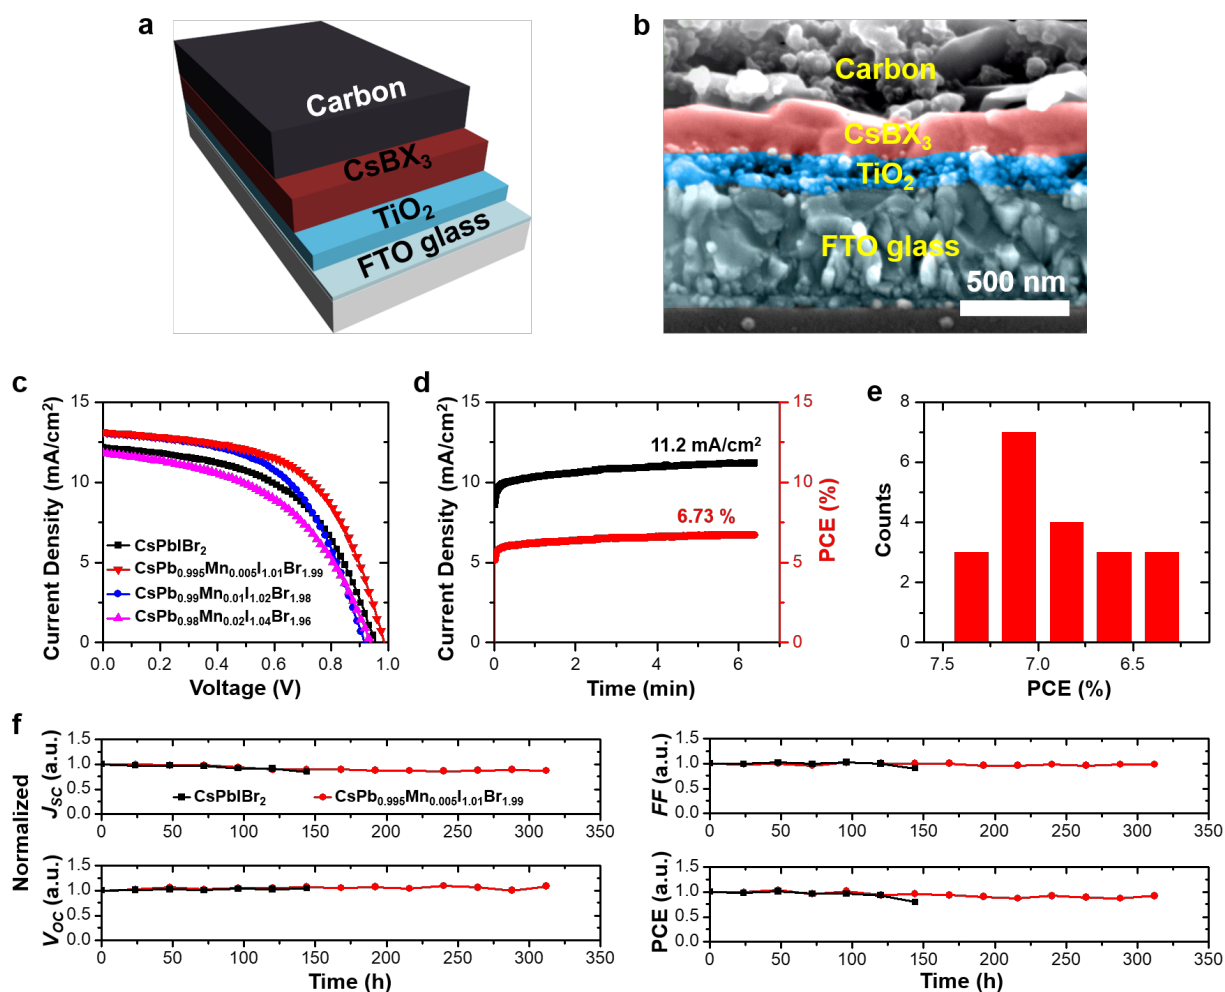 a
Carbon
CsBX3
TiO2
FTO glass
b
Carbon
CsBX3
TiO2
FTO glass
500 nm
c
Current Density (mA/cm2)
15
10
5
0
CsPbIBr2
CsPb0.995Mn0.005I1.01Br1.99
CsPb0.99Mn0.01I1.02Br1.98
CsPb0.98Mn0.02I1.04Br1.96
0.0 0.2 0.4 0.6 0.8 1.0
Voltage (V)
d
Current Density (mA/cm2)
15
10
5
0
11.2 mA/cm2
6.73 %
15
10
5
0
PCE (%)
0 2 4 6
Time (min)
e
Counts
8
6
4
2
0
7.5 7.0 6.5
PCE (%)
f
Normalized
JSC (a.u.)
1.5
1.0
0.5
0.0
CsPbIBr2
CsPb0.995Mn0.005I1.01Br1.99
0 50 100 150 200 250 300 350
FF (a.u.)
1.5
1.0
0.5
0.0
0 50 100 150 200 250 300 350
VOC (a.u.)
1.5
1.0
0.5
0.0
0 50 100 150 200 250 300 350
Time (h)
PCE (a.u.)
1.5
1.0
0.5
0.0
0 50 100 150 200 250 300 350
Time (h)